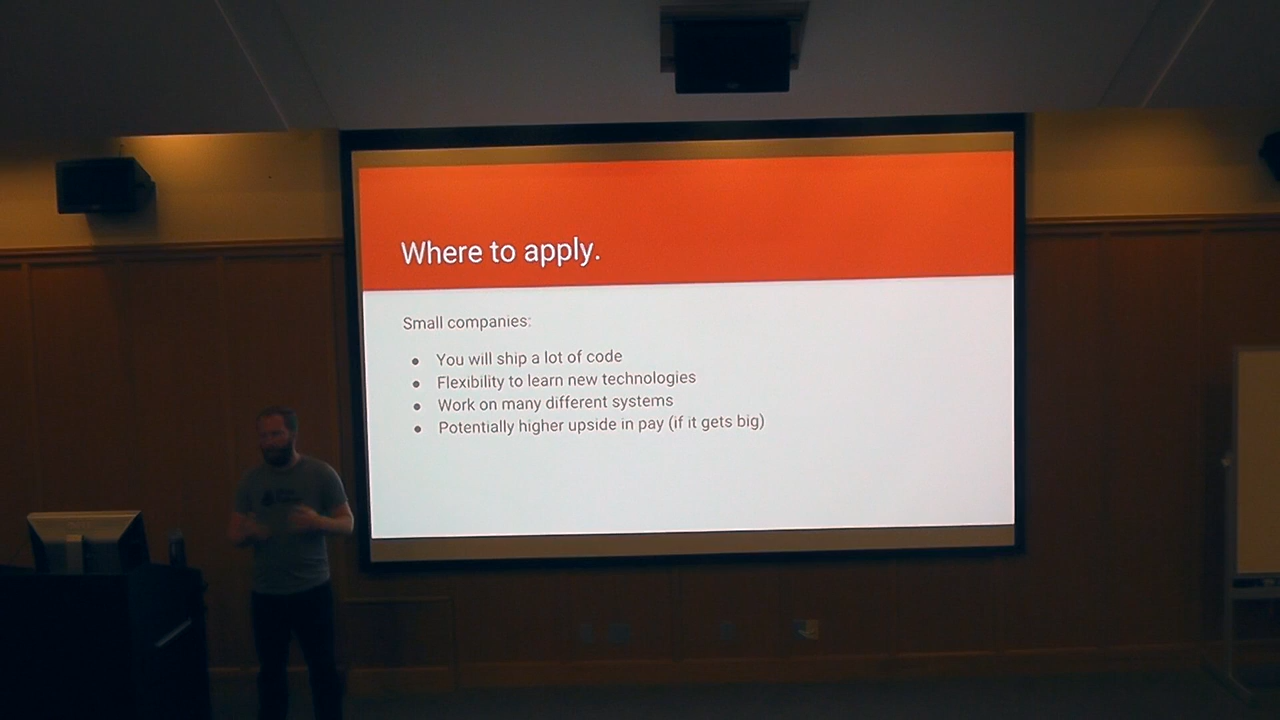 Where to apply.
Small companies:
● You will ship a lot of code
● Flexibility to learn new technologies
● Work on many different systems
● Potentially higher upside in pay (if it gets big)